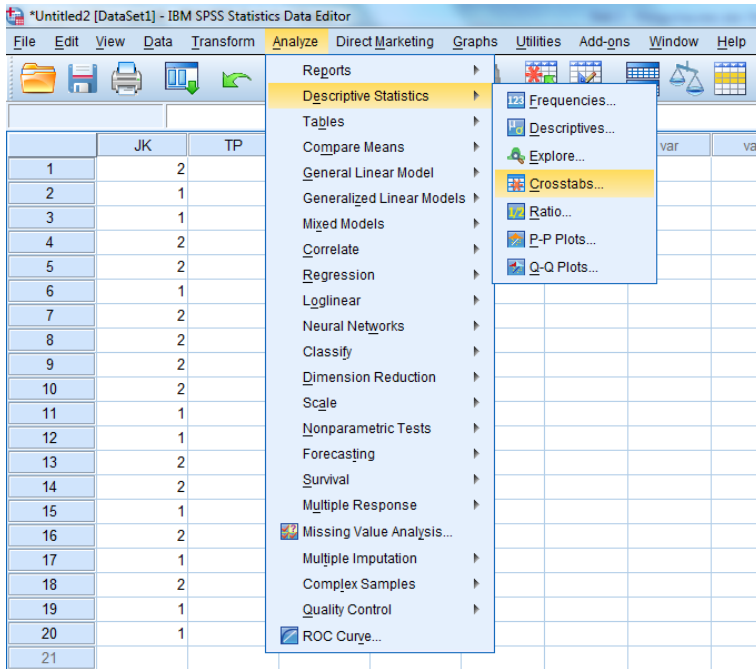 *Untitled2 [DataSet1] - IBM SPSS Statistics Data Editor
File Edit View Data Transform Analyze Direct Marketing Graphs Utilities Add-ons Window Help
Reports
Descriptive Statistics
Tables
Compare Means
General Linear Model
Generalized Linear Models
Mixed Models
Correlate
Regression
Loglinear
Neural Networks
Classify
Dimension Reduction
Scale
Nonparametric Tests
Forecasting
Survival
Multiple Response
Missing Value Analysis...
Multiple Imputation
Complex Samples
Quality Control
ROC Curve...
123 Frequencies...
Descriptives...
Explore...
Crosstabs...
1/2 Ratio...
P-P Plots...
Q-Q Plots...
JK TP var va
1 2
2 1
3 1
4 2
5 2
6 1
7 2
8 2
9 2
10 2
11 1
12 1
13 2
14 2
15 1
16 2
17 1
18 2
19 1
20 1
21